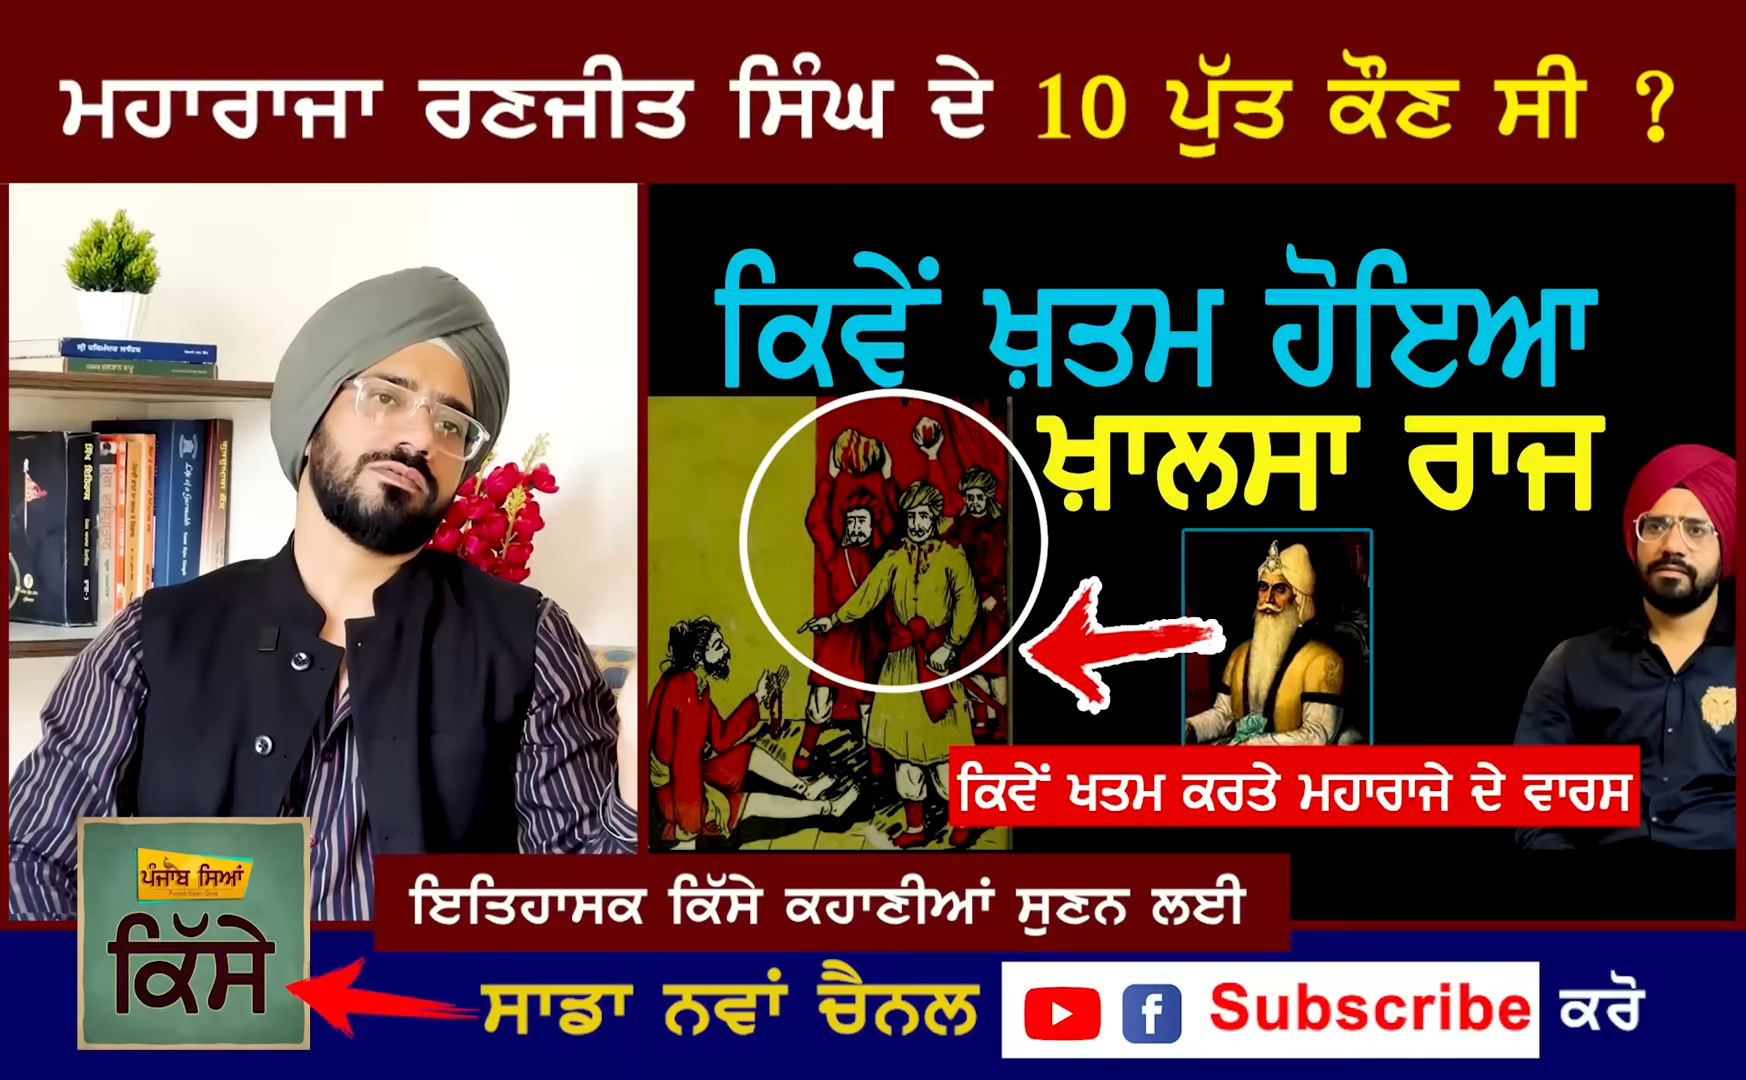 ਮਹਾਰਾਜਾ ਰਣਜੀਤ ਸਿੰਘ ਦੇ 10 ਪੁੱਤ ਕੌਣ ਸੀ ?
ਕਿਵੇਂ ਖ਼ਤਮ ਹੋਇਆ
ਖ਼ਾਲਸਾ ਰਾਜ
ਕਿਵੇਂ ਖਤਮ ਕਰਤੇ ਮਹਾਰਾਜੇ ਦੇ ਵਾਰਸ
ਪੰਜਾਬ ਸਿਆਂ
ਕਿੱਸੇ
ਇਤਿਹਾਸਕ ਕਿੱਸੇ ਕਹਾਣੀਆਂ ਸੁਣਨ ਲਈ
ਸਾਡਾ ਨਵਾਂ ਚੈਨਲ Subscribe ਕਰੋ